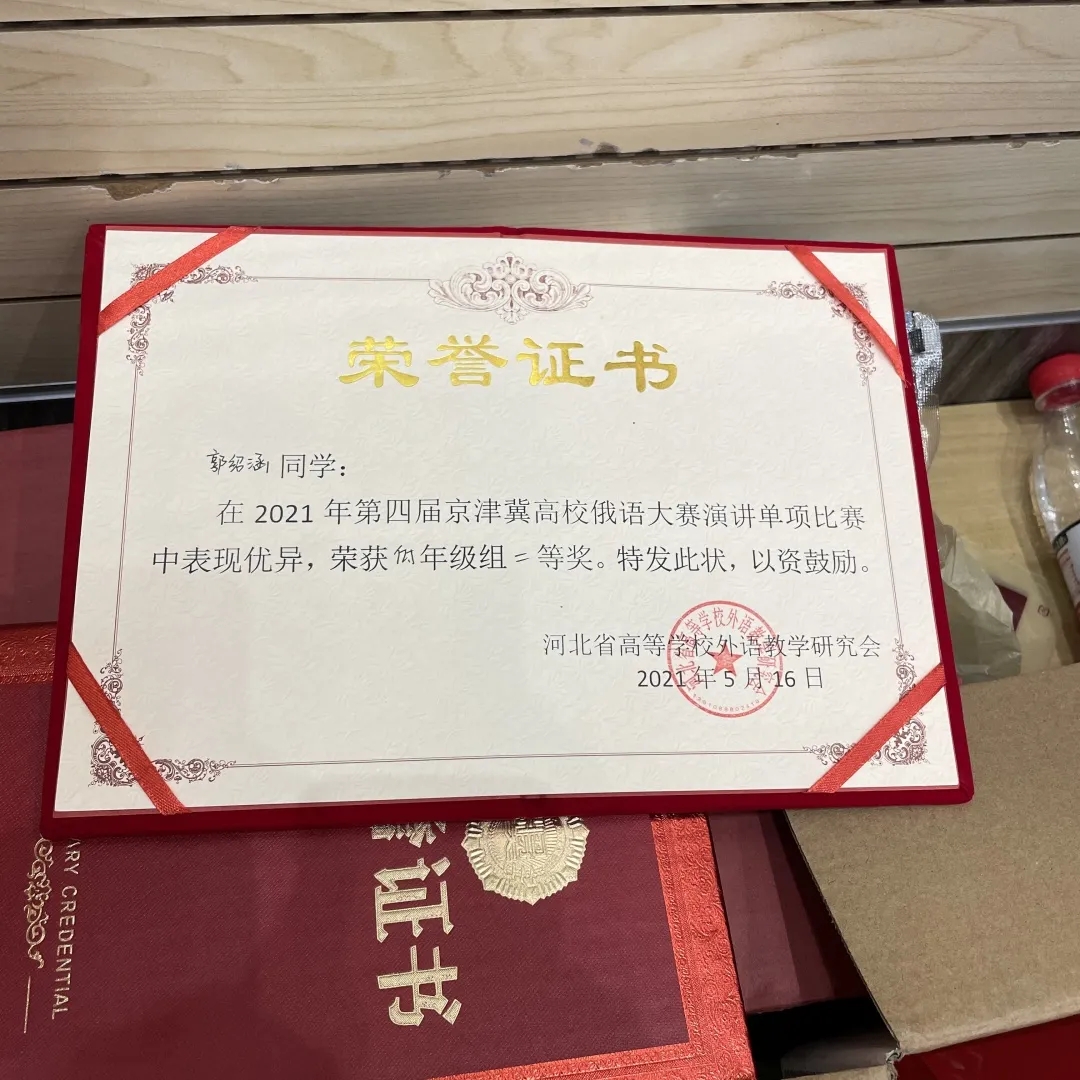 荣誉证书
郭绍涵 同学：
在 2021 年第四届京津冀高校俄语大赛演讲单项比赛
中表现优异，荣获低年级组二等奖。特发此状，以资鼓励。
河北省高等学校外语教学研究会
2021 年 5 月 16 日
证书
CREDENTIAL